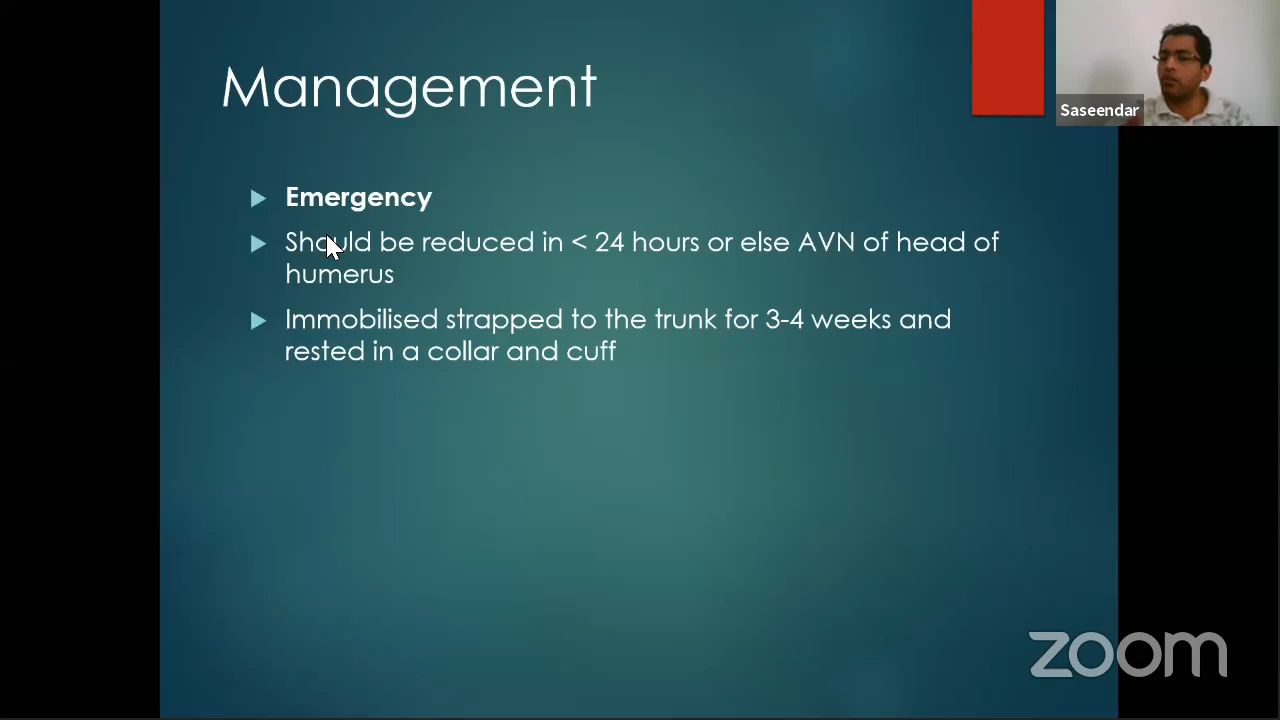 Management
Saseendar
Emergency
Should be reduced in < 24 hours or else AVN of head of
humerus
Immobilised strapped to the trunk for 3-4 weeks and
rested in a collar and cuff
zoom